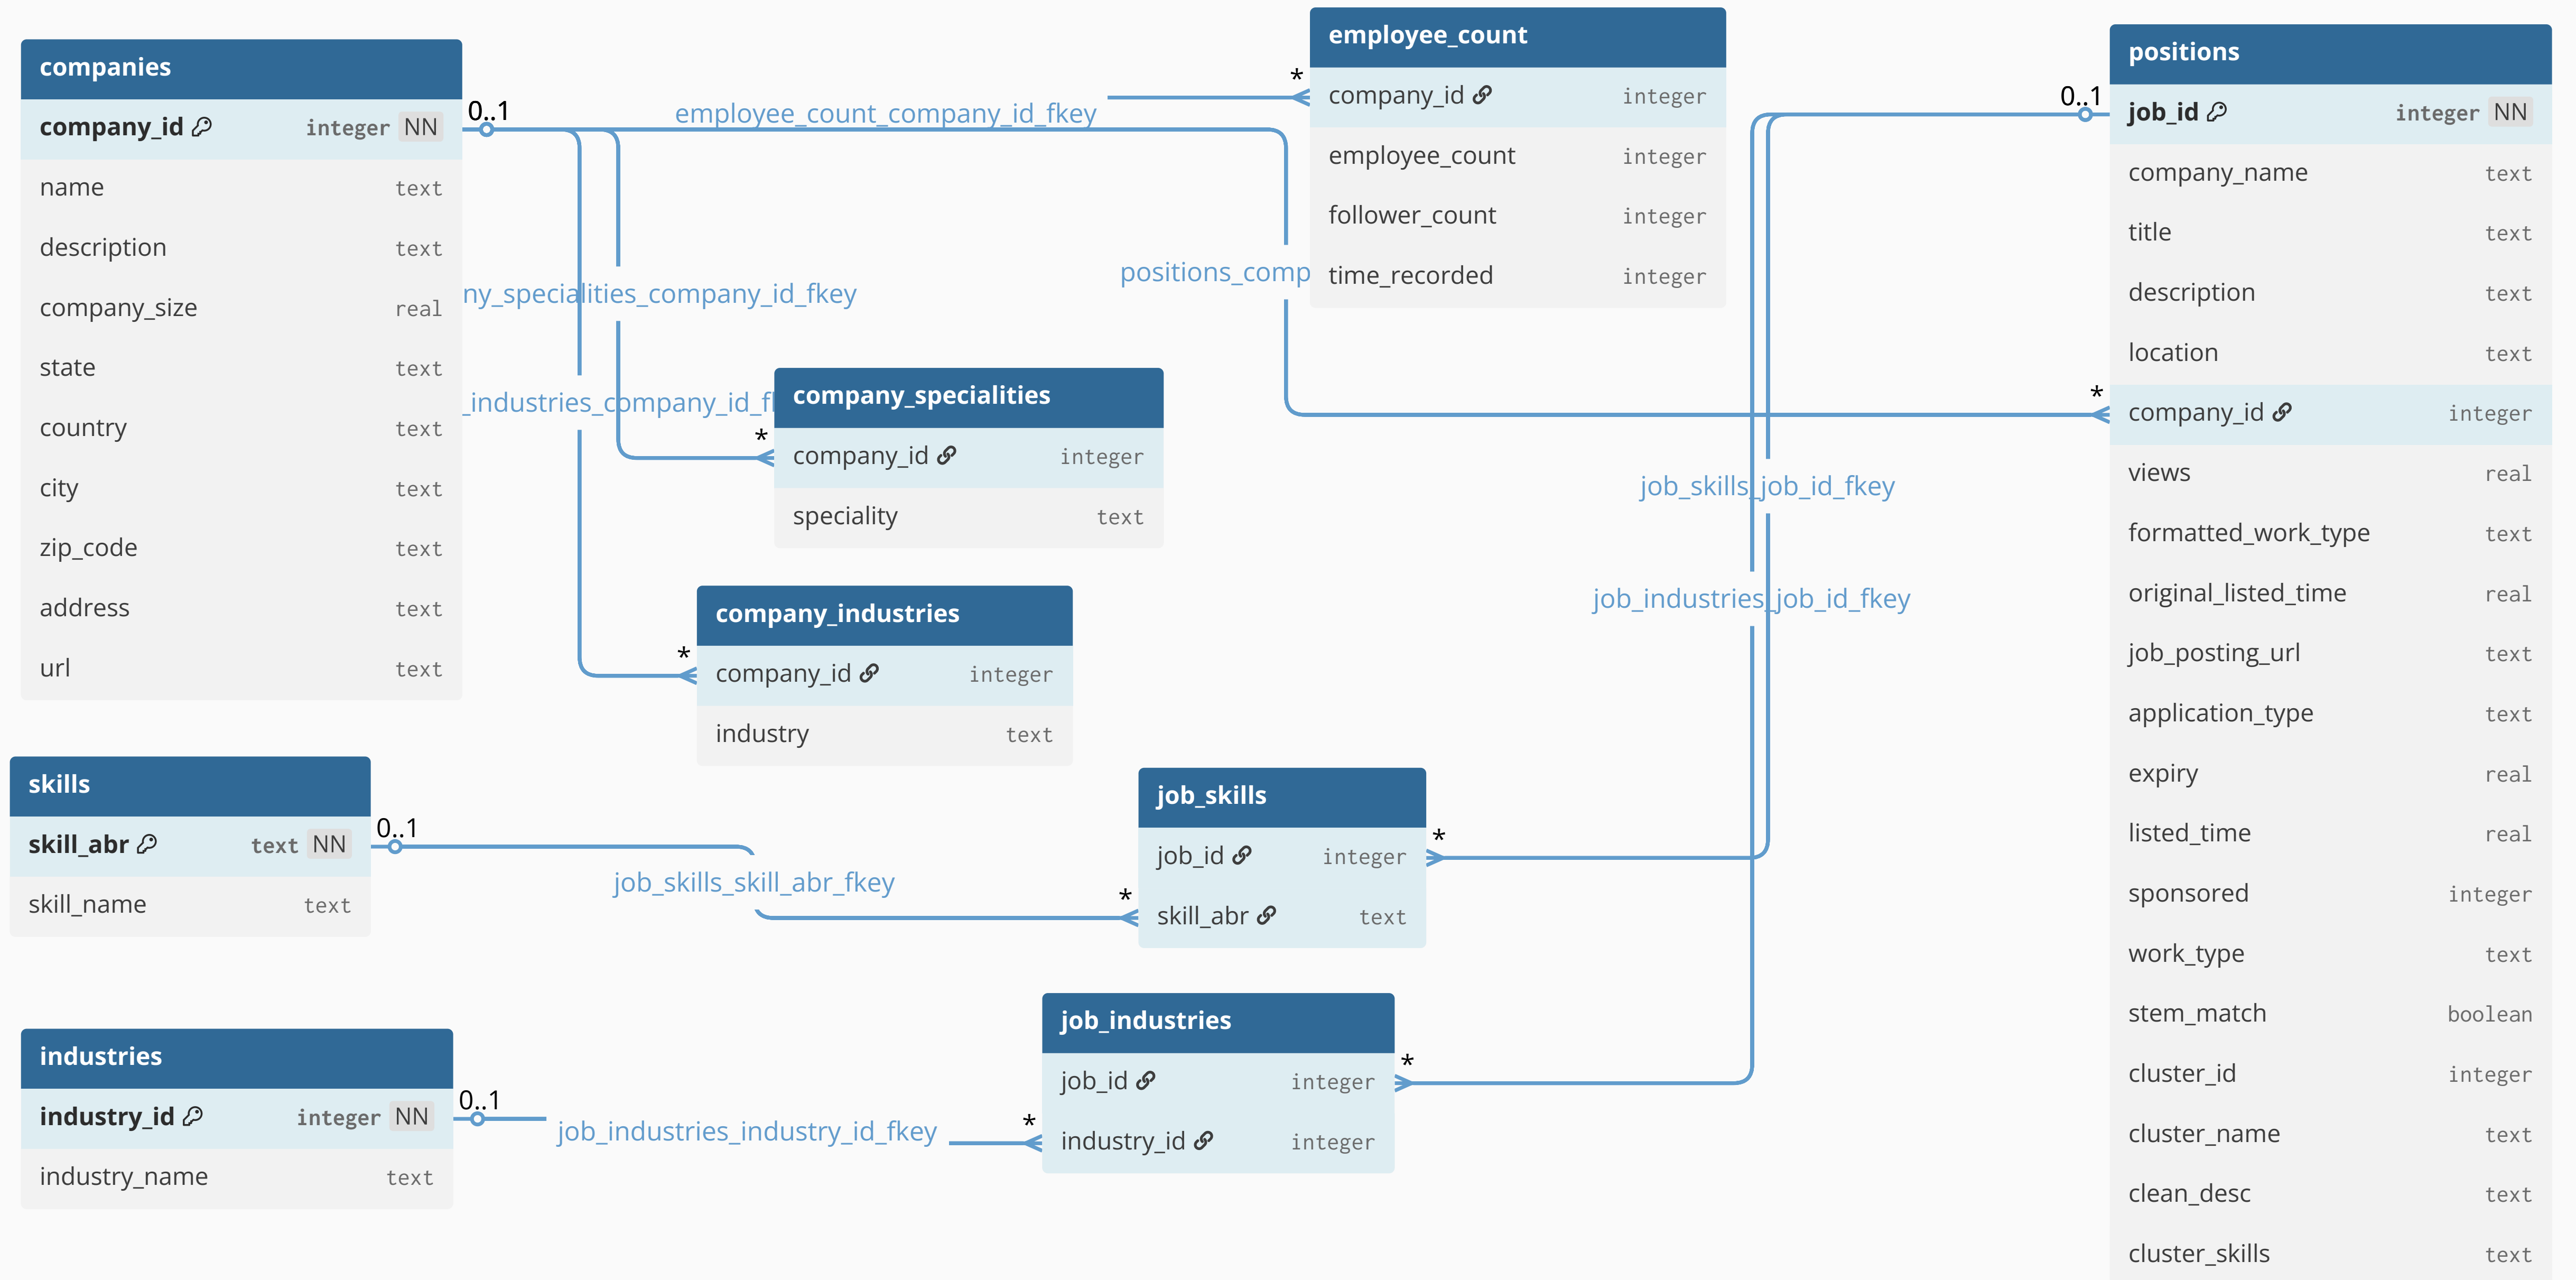 companies
company_id integer NN
name text
description text
company_size real
state text
country text
city text
zip_code text
address text
url text
0..1
employee_count_company_id_fkey
*
employee_count
company_id integer
employee_count integer
follower_count integer
time_recorded integer
positions_comp
ny_specialities_company_id_fkey
_industries_company_id_f
company_specialities
*
company_id integer
speciality text
company_industries
*
company_id integer
industry text
skills
skill_abr text NN
skill_name text
0..1
job_skills_skill_abr_fkey
*
job_skills
job_id integer
skill_abr text
*
job_skills_job_id_fkey
job_industries_job_id_fkey
industries
industry_id integer NN
industry_name text
0..1
job_industries_industry_id_fkey
*
job_industries
job_id integer
industry_id integer
*
0..1
*
positions
job_id integer NN
company_name text
title text
description text
location text
company_id integer
views real
formatted_work_type text
original_listed_time real
job_posting_url text
application_type text
expiry real
listed_time real
sponsored integer
work_type text
stem_match boolean
cluster_id integer
cluster_name text
clean_desc text
cluster_skills text